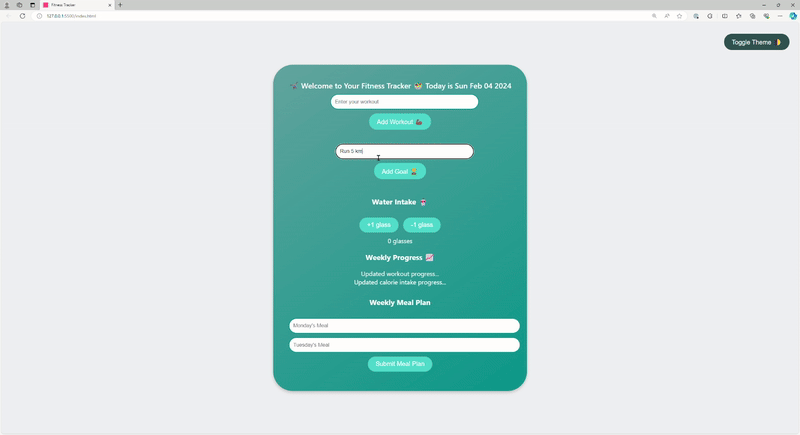 Fitness Tracker
127.0.0.1:5500/index.html
Toggle Theme
Welcome to Your Fitness Tracker Today is Sun Feb 04 2024
Enter your workout
Add Workout
Run 5 km
Add Goal
Water Intake
+1 glass -1 glass
0 glasses
Weekly Progress
Updated workout progress...
Updated calorie intake progress...
Weekly Meal Plan
Monday's Meal
Tuesday's Meal
Submit Meal Plan